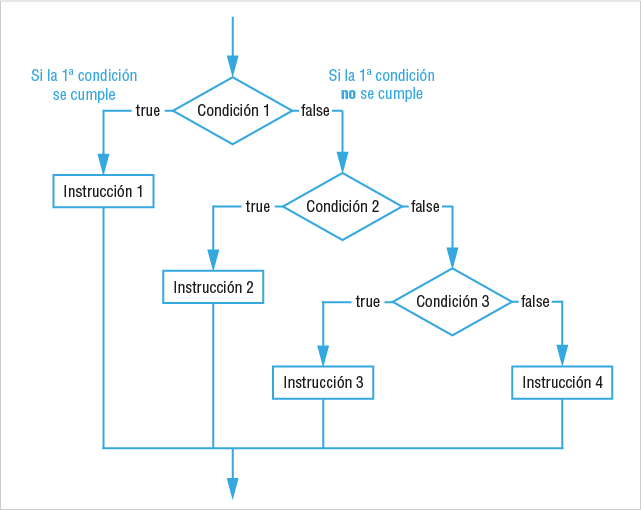 Si la 1ª condición
se cumple
Si la 1ª condición
no se cumple
true
Condición 1
false
Instrucción 1
true
Condición 2
false
Instrucción 2
true
Condición 3
false
Instrucción 3
Instrucción 4